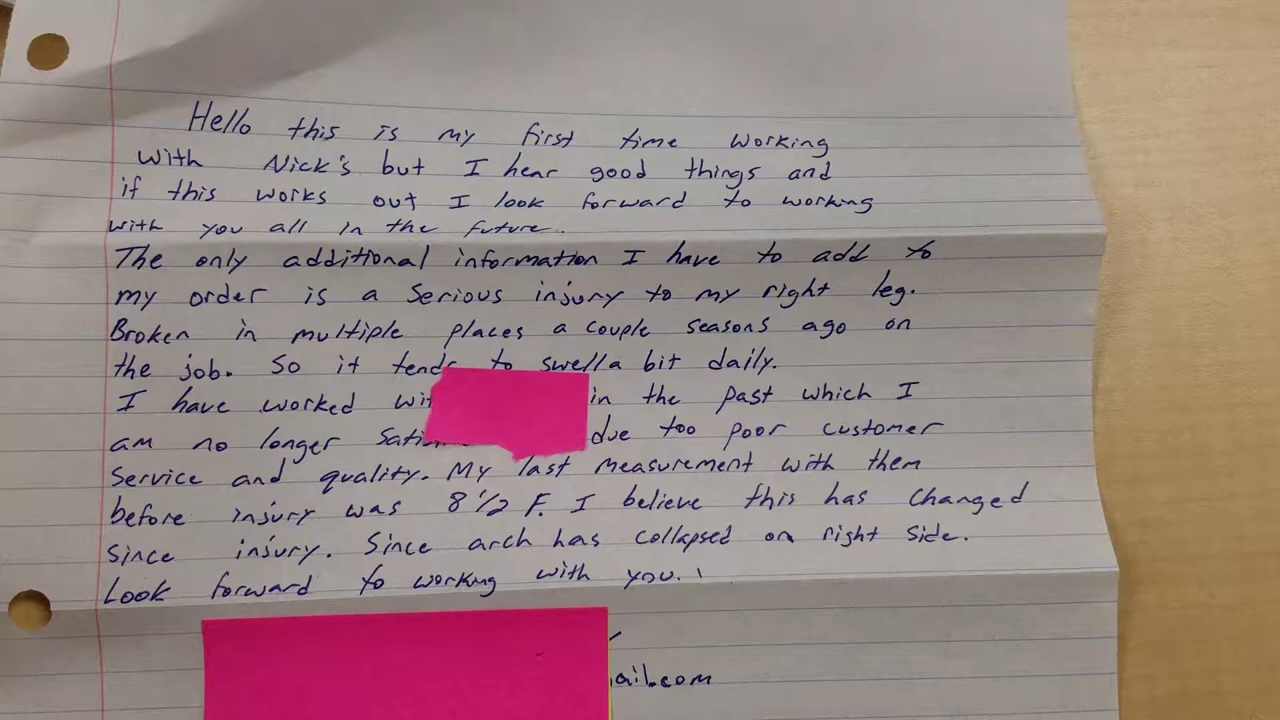 Hello this is my first time working
with Nick's but I hear good things and
if this works out I look forward to working
with you all in the future.
The only additional information I have to add to
my order is a serious injury to my right leg.
Broken in multiple places a couple seasons ago on
the job. So it tends to swell a bit daily.
I have worked in the past which I
am no longer due too poor customer
service and quality. My last measurement with them
before injury was 8 1/2 F. I believe this has changed
since injury. Since arch has collapsed on right side.
Look forward to working with you.!
ail.com